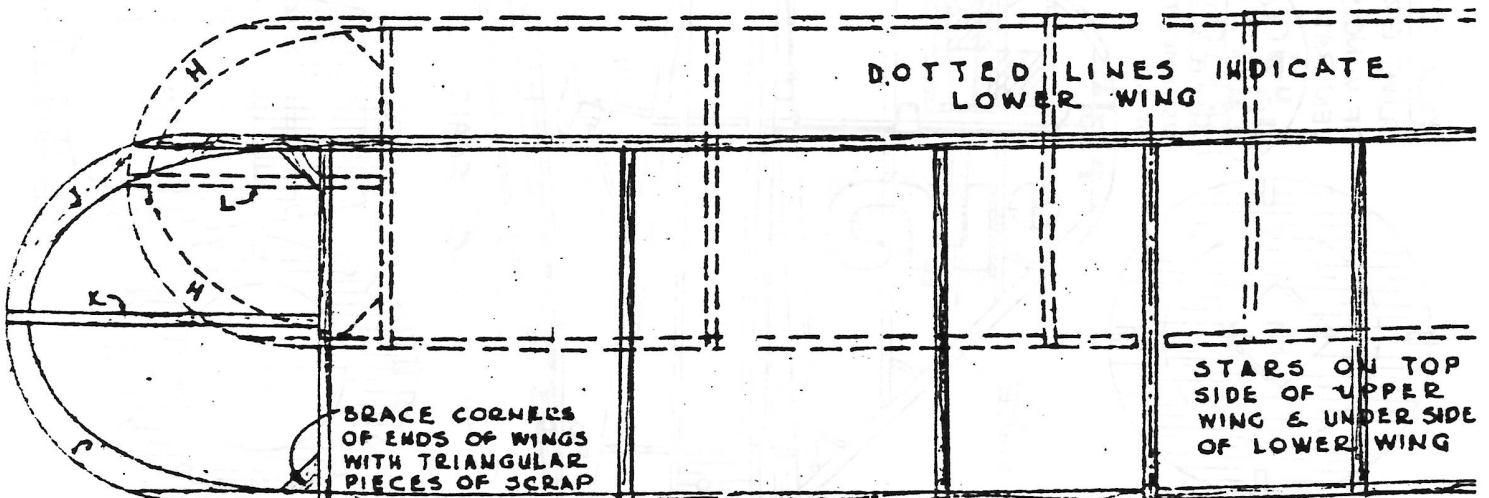 H
DOTTED LINES INDICATE
LOWER WING
J
L
H
K
STARS ON TOP
SIDE OF UPPER
WING & UNDER SIDE
OF LOWER WING
BRACE CORNERS
OF ENDS OF WINGS
WITH TRIANGULAR
PIECES OF SCRAP
J